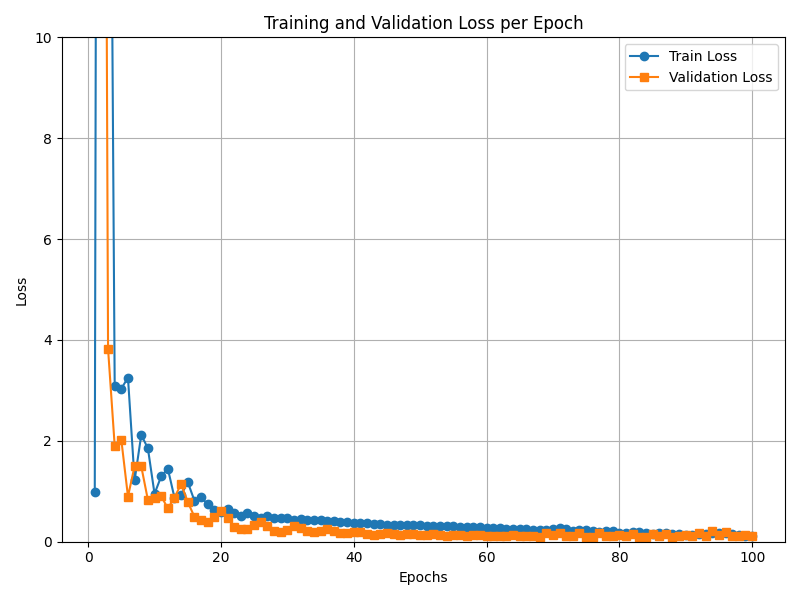 Training and Validation Loss per Epoch
Train Loss
Validation Loss
Loss
10
8
6
4
2
0
0 20 40 60 80 100
Epochs